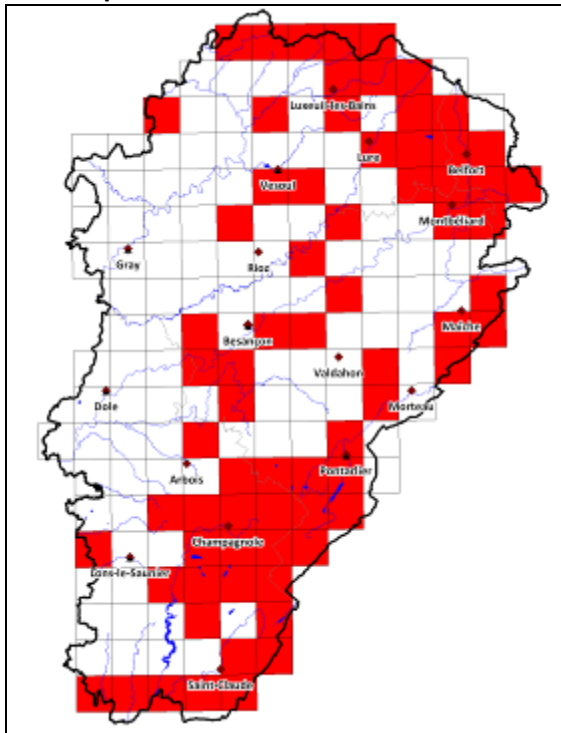 Luxeuil-les-Bains
Lure
Belfort
Vesoul
Montbéliard
Gray
Rioz
Maîche
Besançon
Valdahon
Dole
Morteau
Pontarlier
Arbois
Champagnole
Lons-le-Saunier
Saint-Claude